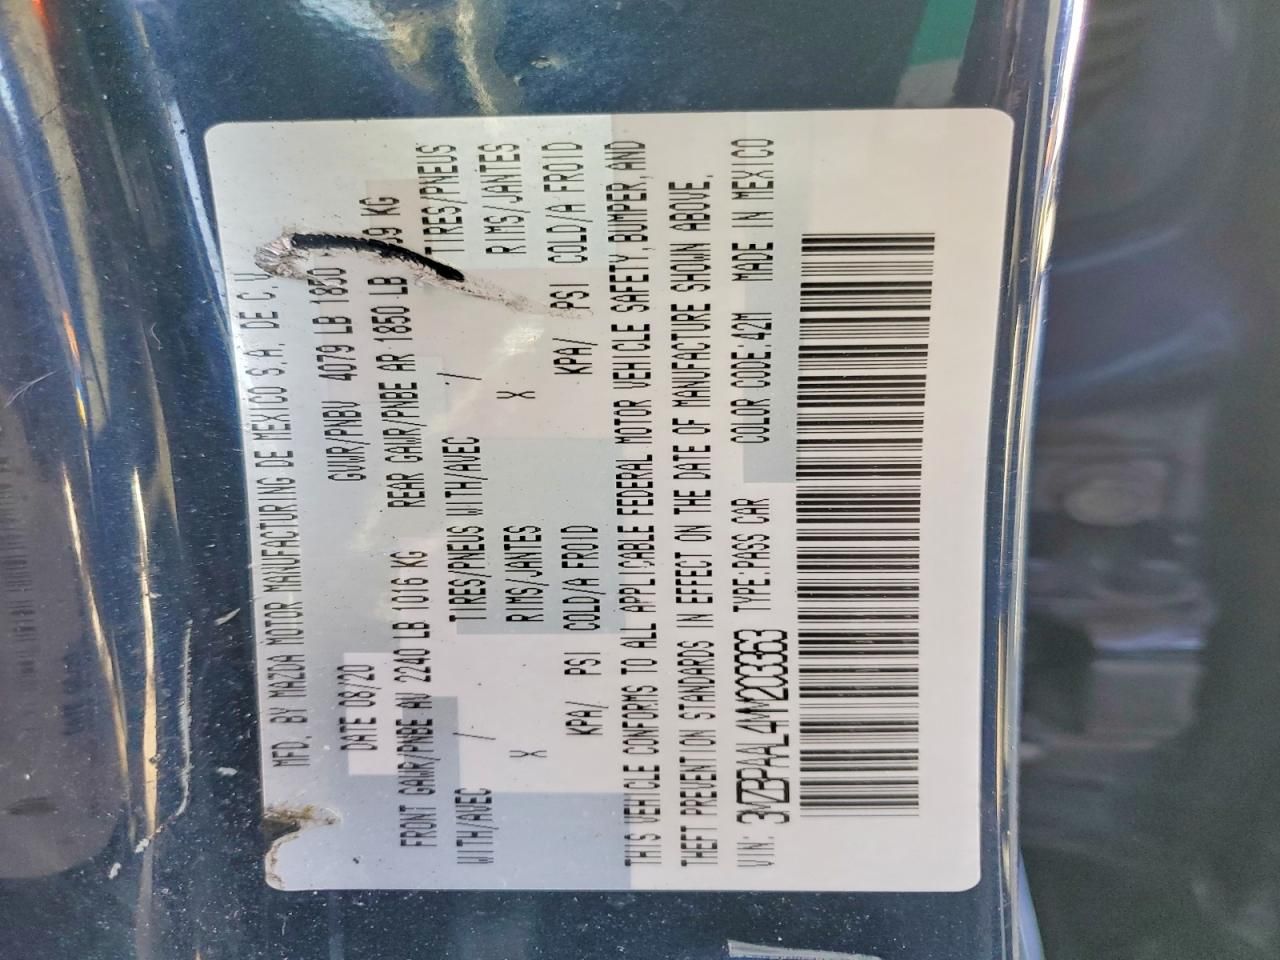 MFD. BY MAZDA MOTOR MANUFACTURING DE MEXICO S.A. DE C.V.
DATE 08/20 GVWR/PNBV 4079 LB 1850
FRONT GAWR/PNBE AV 2240 LB 1016 KG REAR GAWR/PNBE AR 1850 LB KG
WITH/AVEC / TIRES/PNEUS WITH/AVEC / TIRES/PNEUS
X RIMS/JANTES X RIMS/JANTES
KPA/ PSI COLD/A FROID KPA/ PSI COLD/A FROID
THIS VEHICLE CONFORMS TO ALL APPLICABLE FEDERAL MOTOR VEHICLE SAFETY, BUMPER, AND
THEFT PREVENTION STANDARDS IN EFFECT ON THE DATE OF MANUFACTURE SHOWN ABOVE.
VIN: 3MZBPAAL4MM203363 TYPE:PASS CAR COLOR CODE:42M MADE IN MEXICO